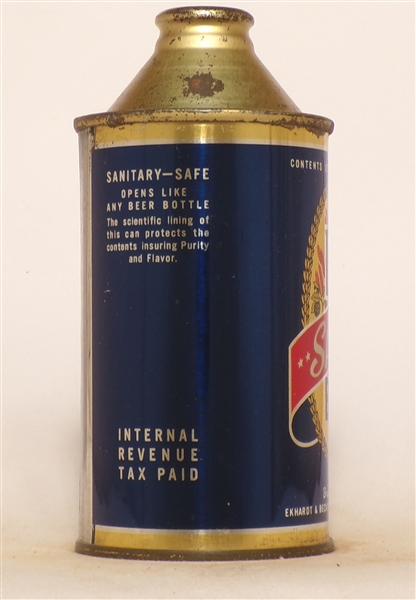 SANITARY—SAFE
OPENS LIKE
ANY BEER BOTTLE
The scientific lining of
this can protects the
contents insuring Purity
and Flavor.
INTERNAL
REVENUE
TAX PAID
CONTENTS
EKHARDT & BEC